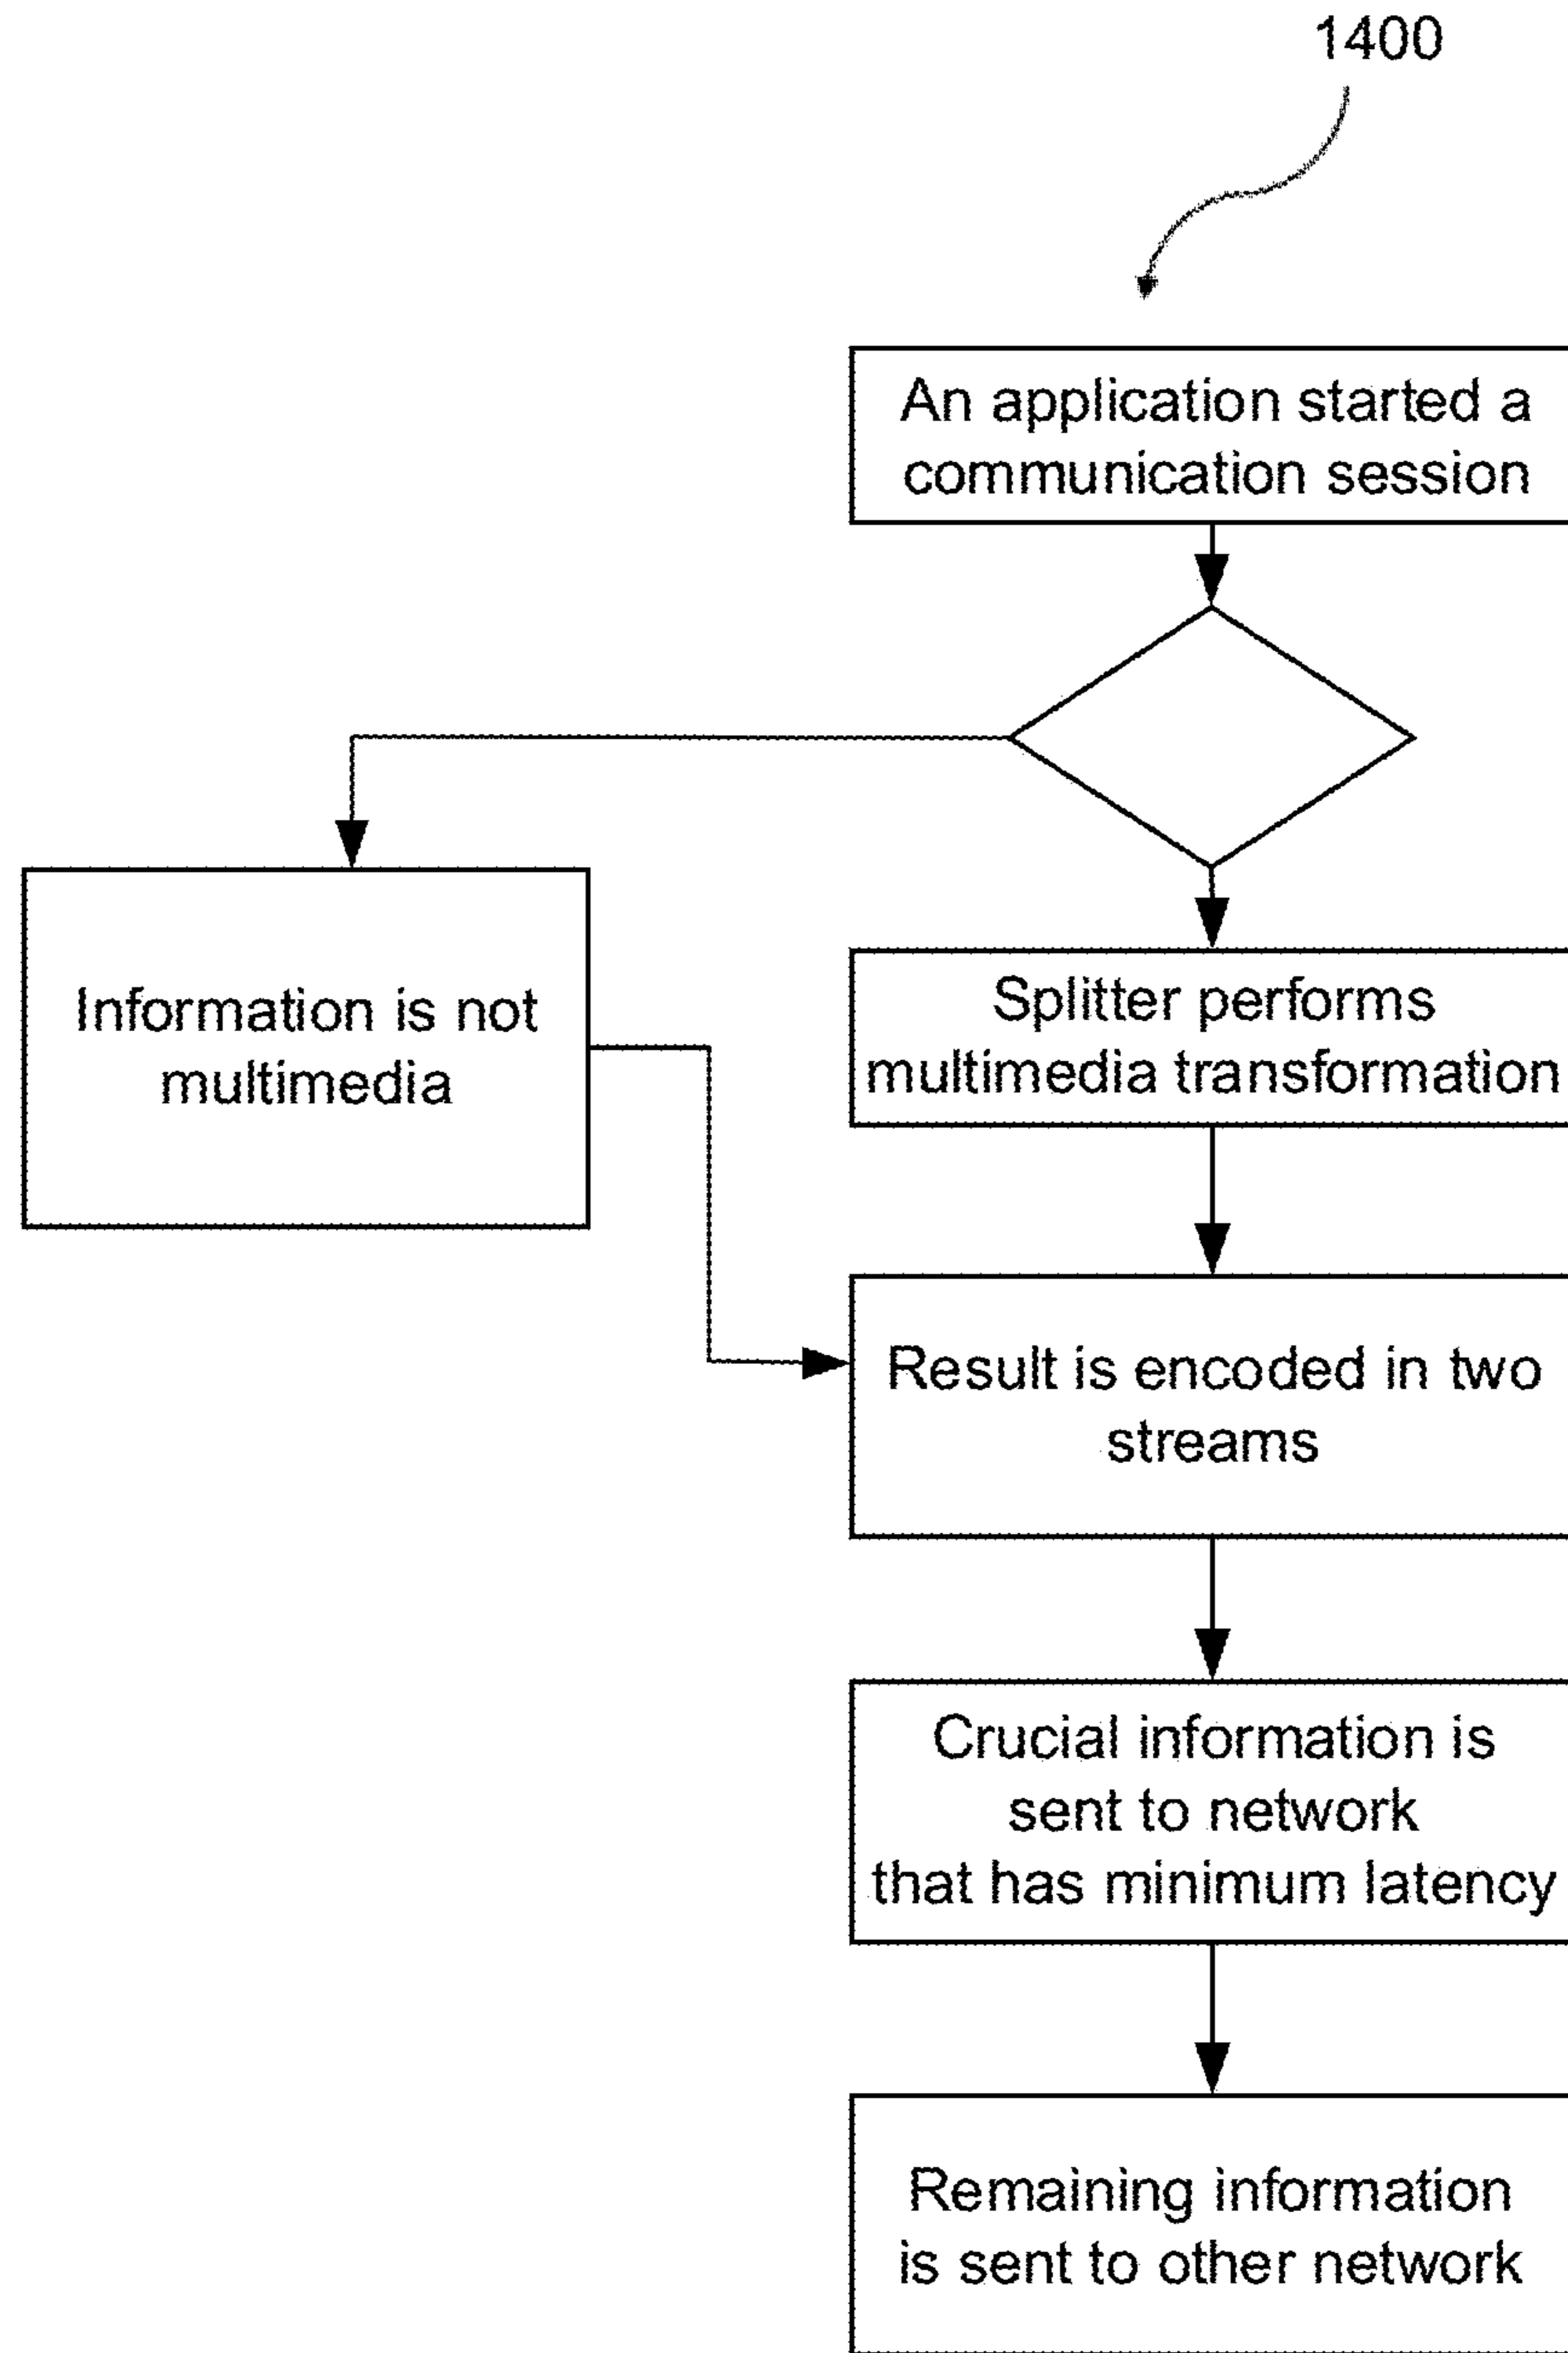 1400
An application started a
communication session
Information is not
multimedia
Splitter performs
multimedia transformation
Result is encoded in two
streams
Crucial information is
sent to network
that has minimum latency
Remaining information
is sent to other network